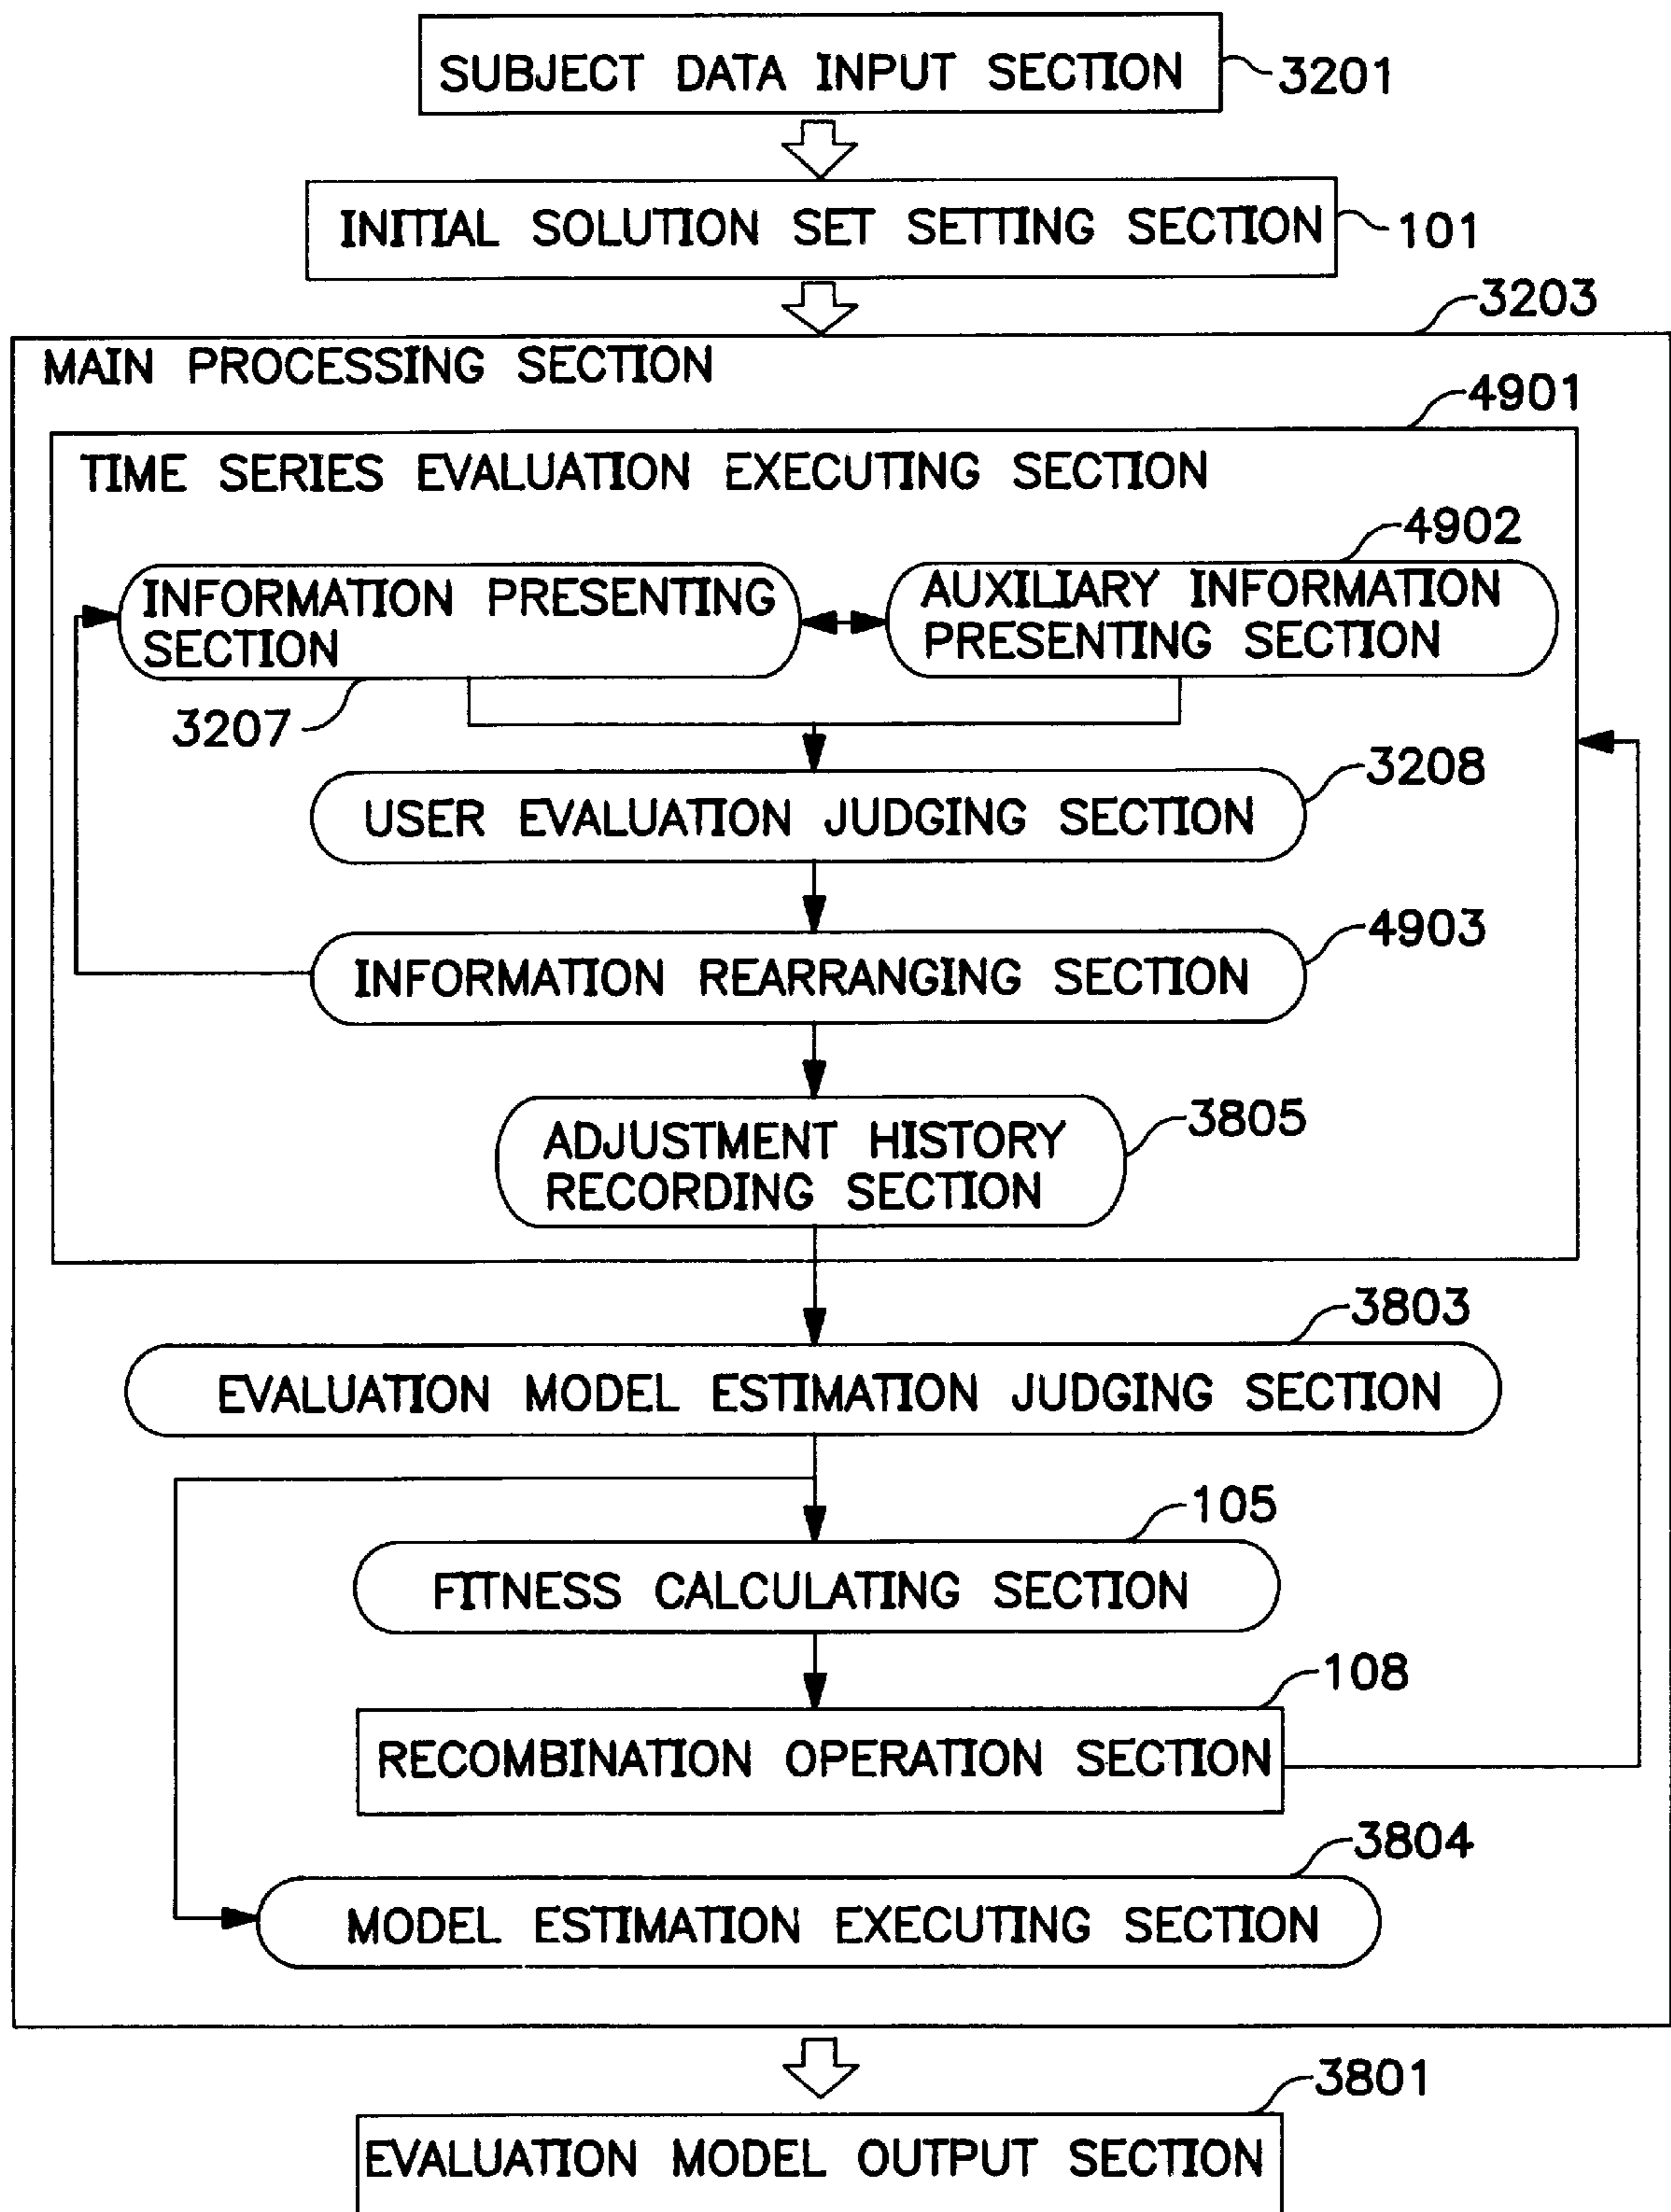 SUBJECT DATA INPUT SECTION
3201
INITIAL SOLUTION SET SETTING SECTION
101
3203
MAIN PROCESSING SECTION
4901
TIME SERIES EVALUATION EXECUTING SECTION
4902
INFORMATION PRESENTING
SECTION
AUXILIARY INFORMATION
PRESENTING SECTION
3207
3208
USER EVALUATION JUDGING SECTION
4903
INFORMATION REARRANGING SECTION
3805
ADJUSTMENT HISTORY
RECORDING SECTION
3803
EVALUATION MODEL ESTIMATION JUDGING SECTION
105
FITNESS CALCULATING SECTION
108
RECOMBINATION OPERATION SECTION
3804
MODEL ESTIMATION EXECUTING SECTION
3801
EVALUATION MODEL OUTPUT SECTION